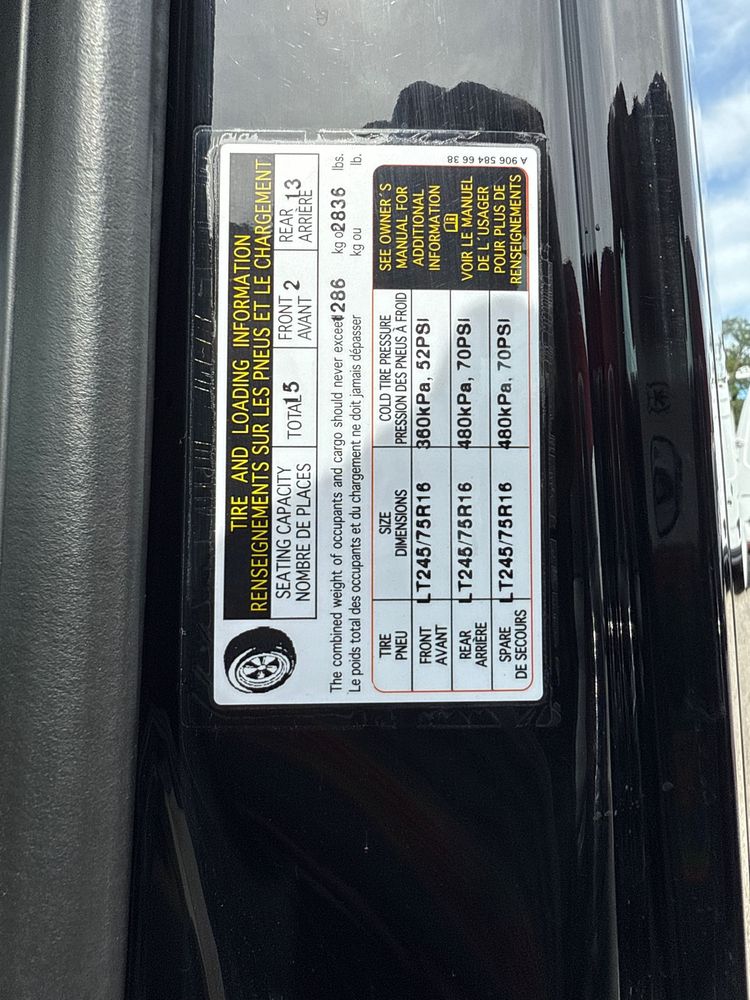 TIRE AND LOADING INFORMATION
RENSEIGNEMENTS SUR LES PNEUS ET LE CHARGEMENT
SEATING CAPACITY
NOMBRE DE PLACES
TOTAL 15
FRONT
AVANT 2
REAR
ARRIÈRE 13
The combined weight of occupants and cargo should never exceed 1286 kg o 2836 lbs.
Le poids total des occupants et du chargement ne doit jamais dépasser kg ou lb.
TIRE
PNEU
SIZE
DIMENSIONS
COLD TIRE PRESSURE
PRESSION DES PNEUS À FROID
FRONT
AVANT
LT245/75R16
360kPa, 52PSI
REAR
ARRIÈRE
LT245/75R16
480kPa, 70PSI
SPARE
DE SECOURS
LT245/75R16
480kPa, 70PSI
SEE OWNER'S
MANUAL FOR
ADDITIONAL
INFORMATION
VOIR LE MANUEL
DE L'USAGER
POUR PLUS DE
RENSEIGNEMENTS
A 906 584 66 38